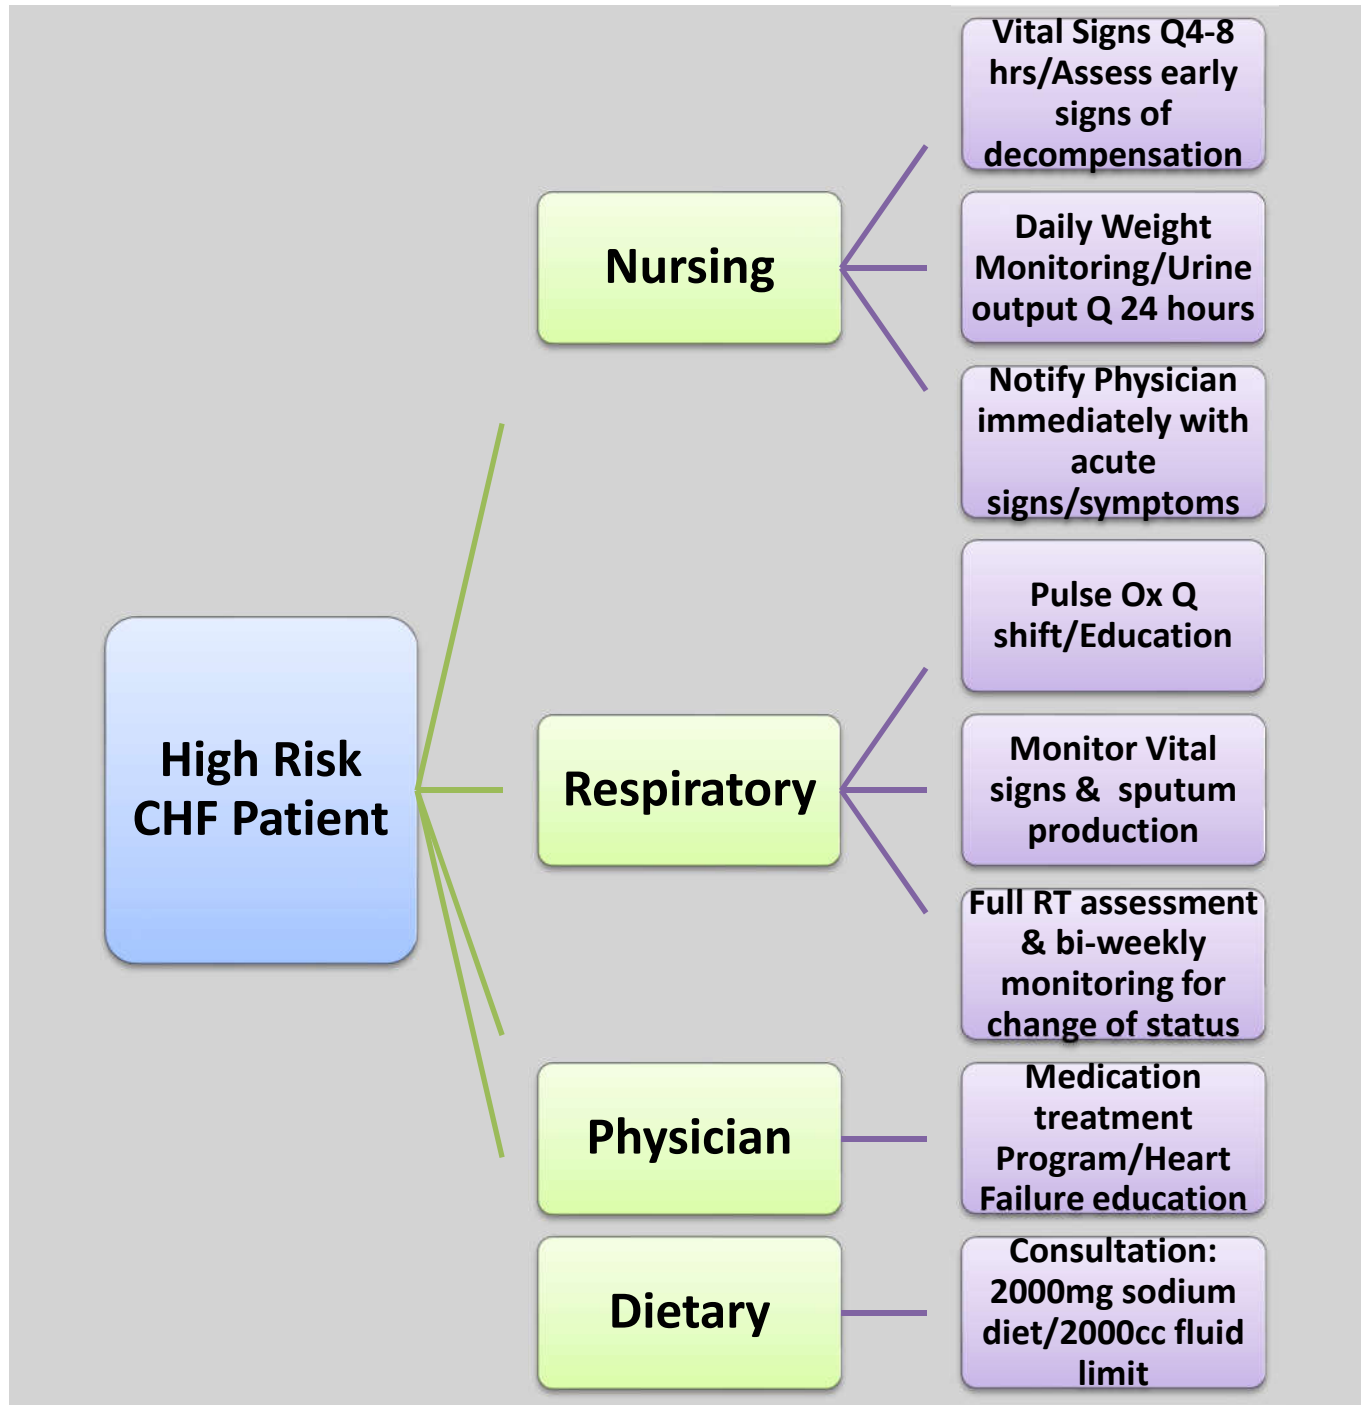 High Risk
CHF Patient
Nursing
Vital Signs Q4-8
hrs/Assess early
signs of
decompensation
Daily Weight
Monitoring/Urine
output Q 24 hours
Notify Physician
immediately with
acute
signs/symptoms
Respiratory
Pulse Ox Q
shift/Education
Monitor Vital
signs &  sputum
production
Full RT assessment
& bi-weekly
monitoring for
change of status
Physician
Medication
treatment
Program/Heart
Failure education
Dietary
Consultation:
2000mg sodium
diet/2000cc fluid
limit